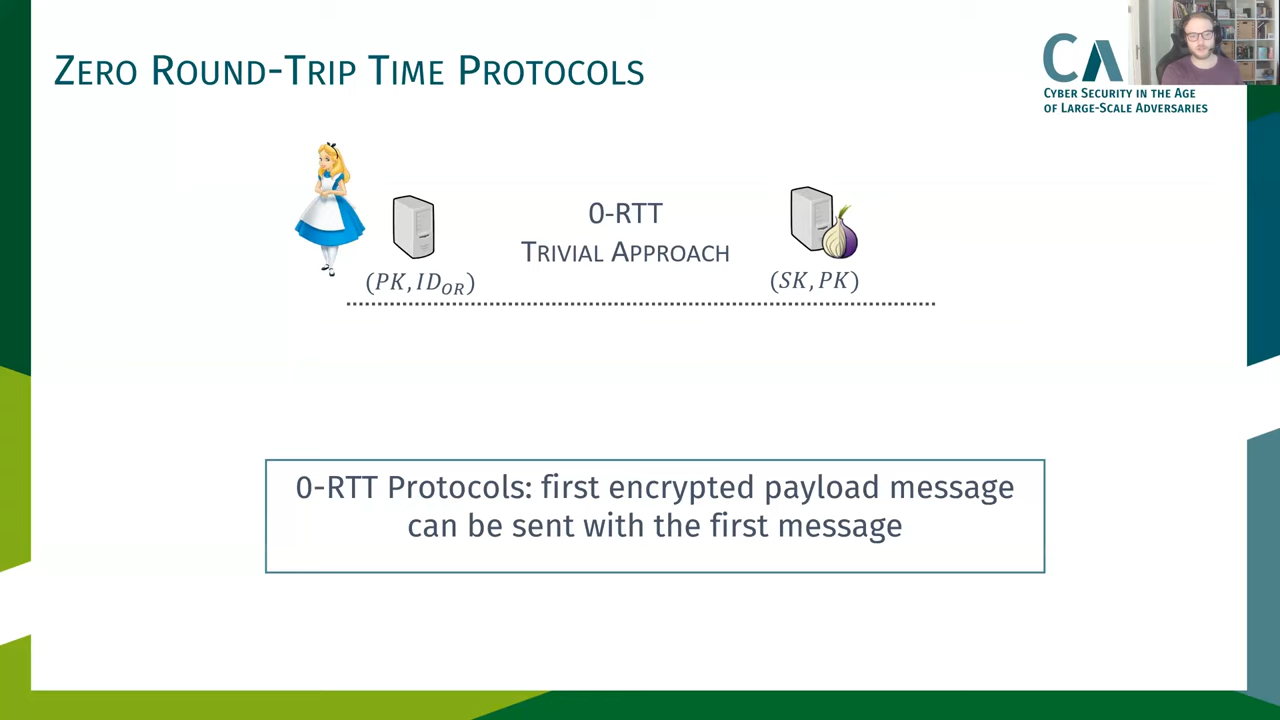 Zero Round-Trip Time Protocols
CA
Cyber Security in the Age
of Large-Scale Adversaries
0-RTT
Trivial Approach
(PK, ID_OR)
(SK, PK)
0-RTT Protocols: first encrypted payload message
can be sent with the first message